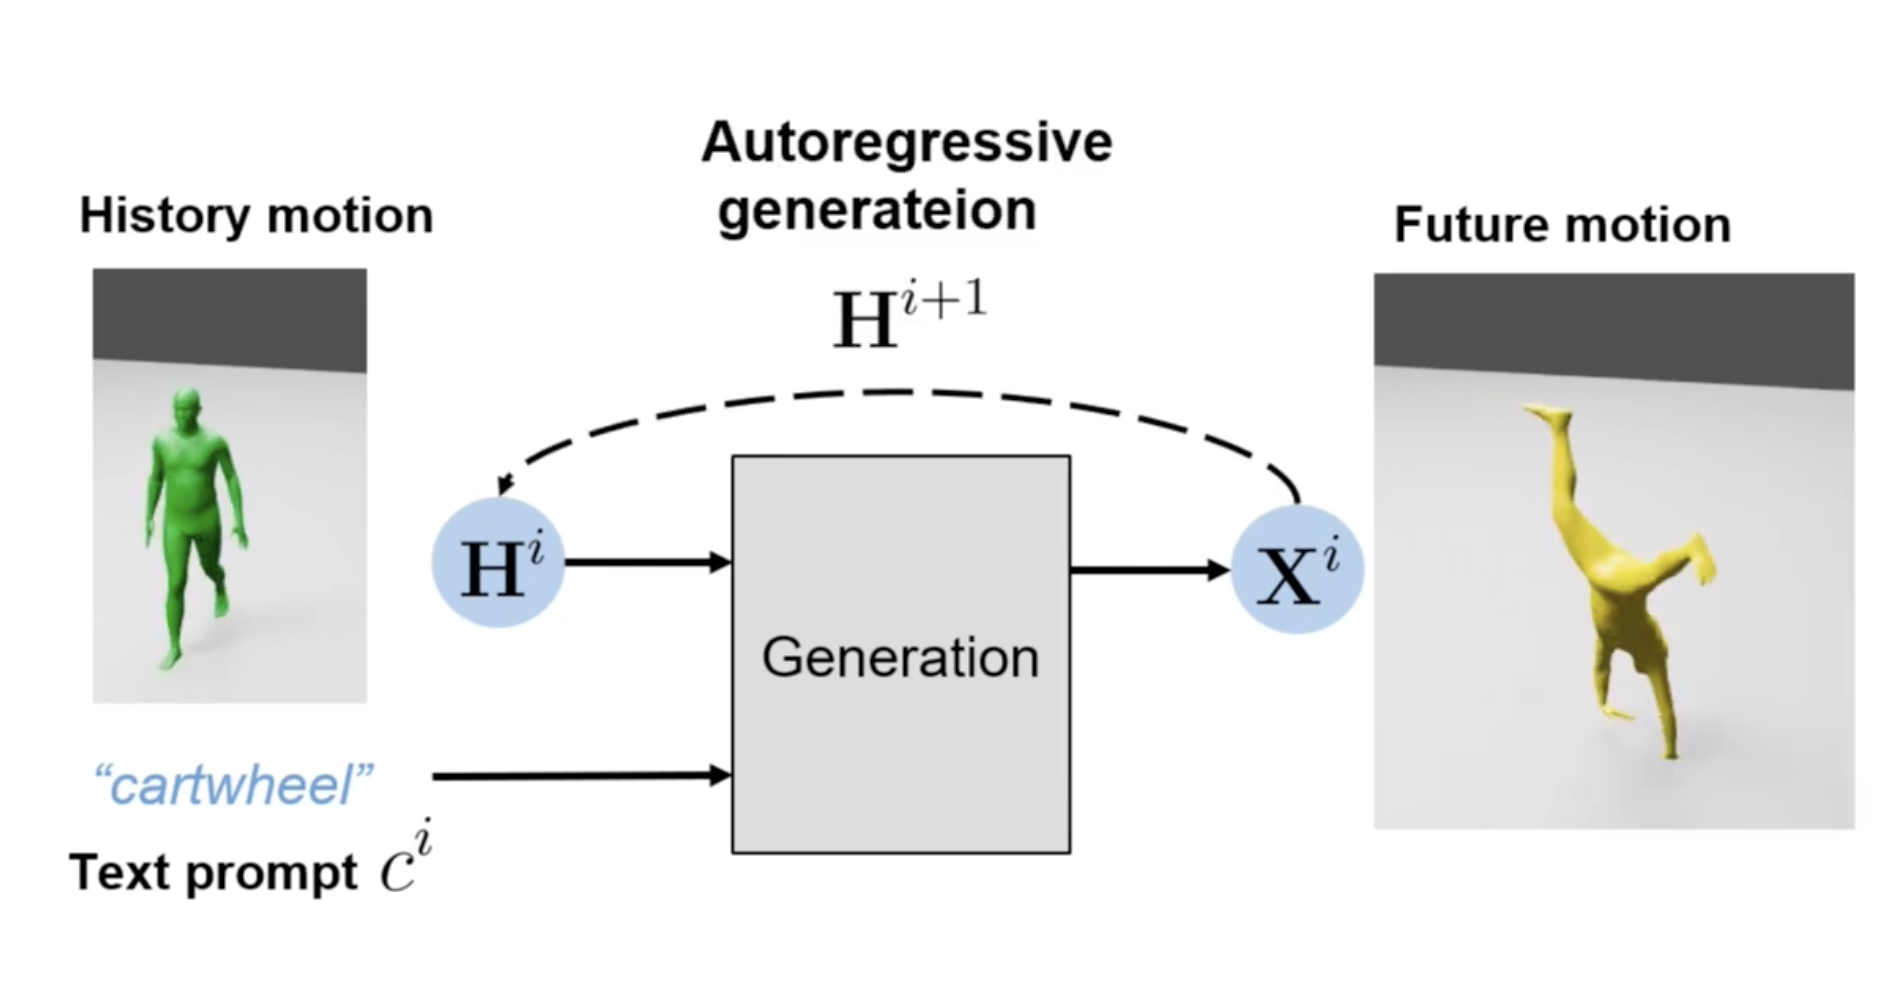 Autoregressive
generateion
History motion
Future motion
H^{i+1}
H^i
X^i
Generation
“cartwheel”
Text prompt c^i